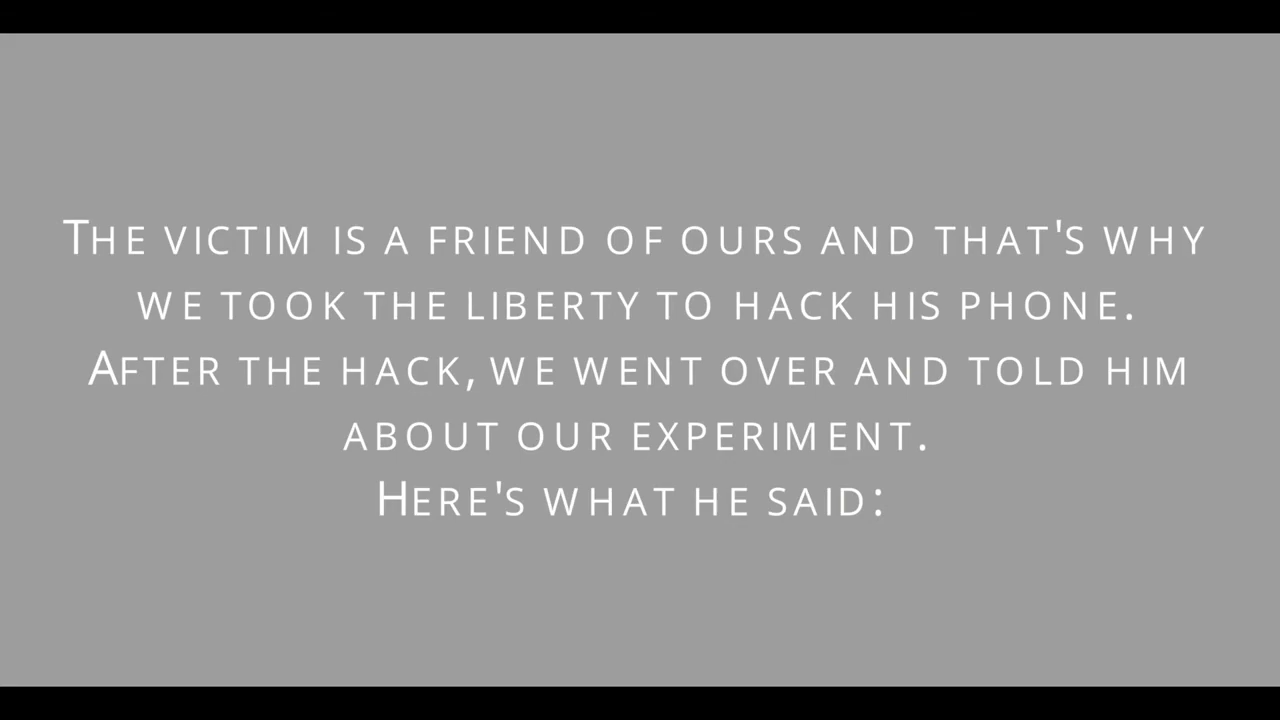 The victim is a friend of ours and that's why
we took the liberty to hack his phone.
After the hack, we went over and told him
about our experiment.
Here's what he said: